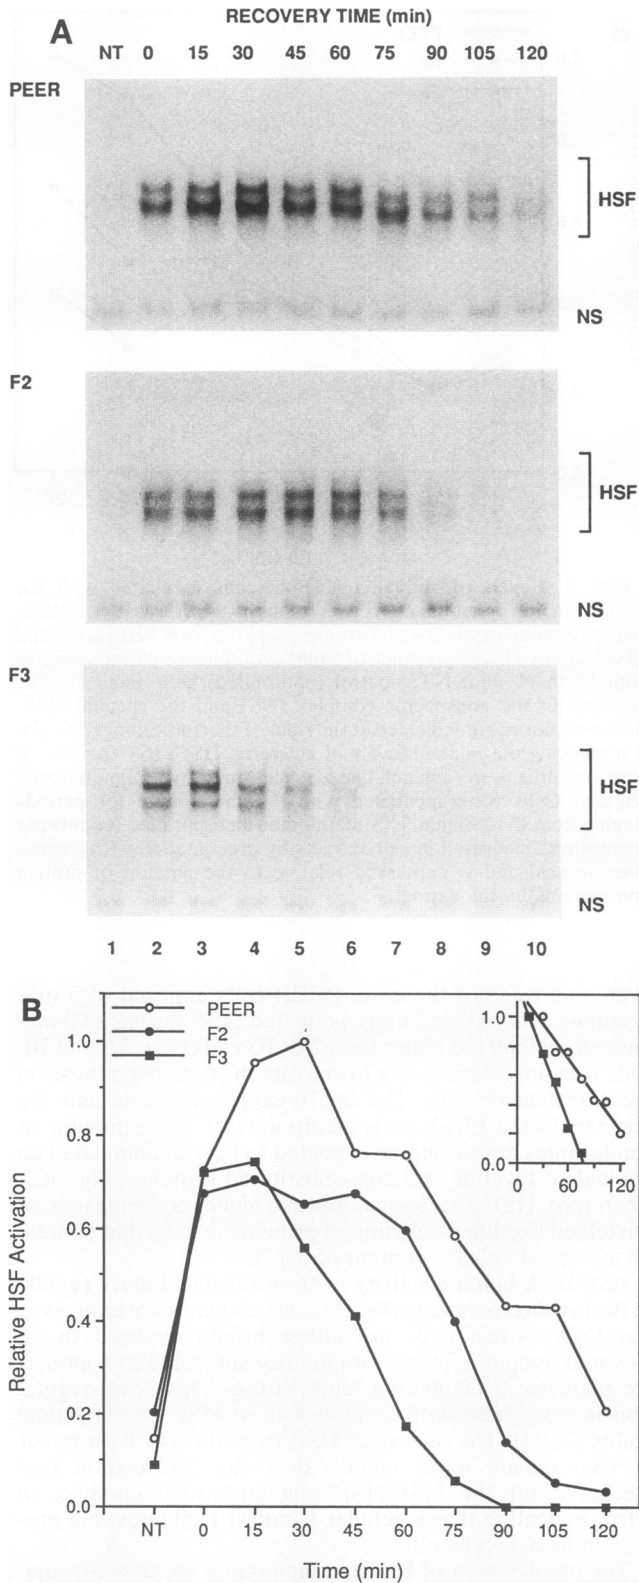 A
RECOVERY TIME (min)
NT 0 15 30 45 60 75 90 105 120
PEER
HSF
NS
F2
HSF
NS
F3
HSF
NS
1 2 3 4 5 6 7 8 9 10
B
PEER
F2
F3
1.0
0.8
0.6
0.4
0.2
0.0
Relative HSF Activation
1.0
0.0
60 120
NT 0 15 30 45 60 75 90 105 120
Time (min)